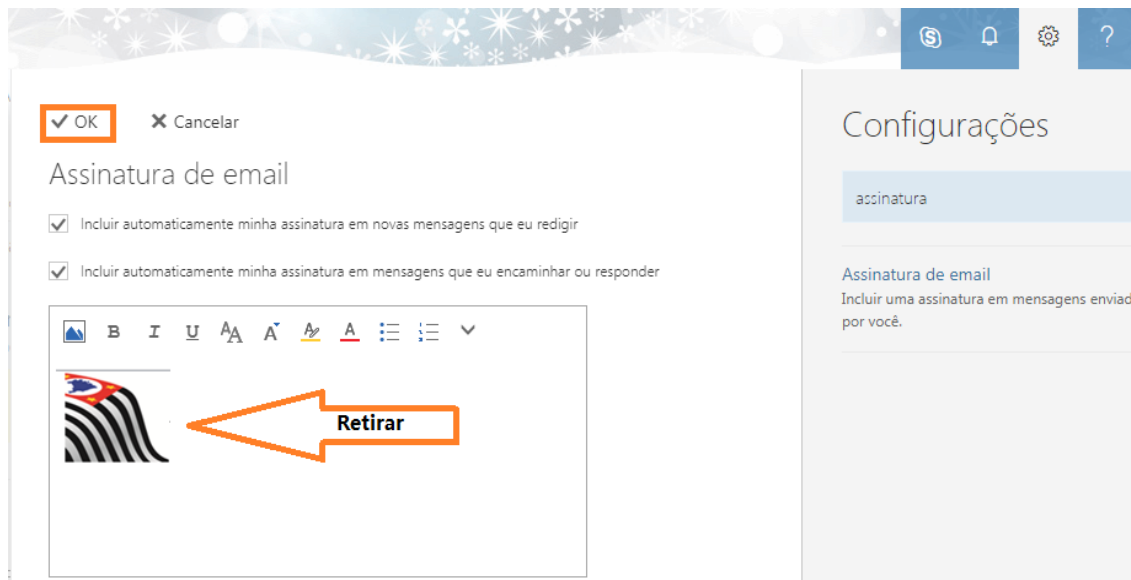 OK
Cancelar
Assinatura de email
Incluir automaticamente minha assinatura em novas mensagens que eu redigir
Incluir automaticamente minha assinatura em mensagens que eu encaminhar ou responder
B I U AA A A A
Retirar
?
Configurações
assinatura
Assinatura de email
Incluir uma assinatura em mensagens enviad
por você.